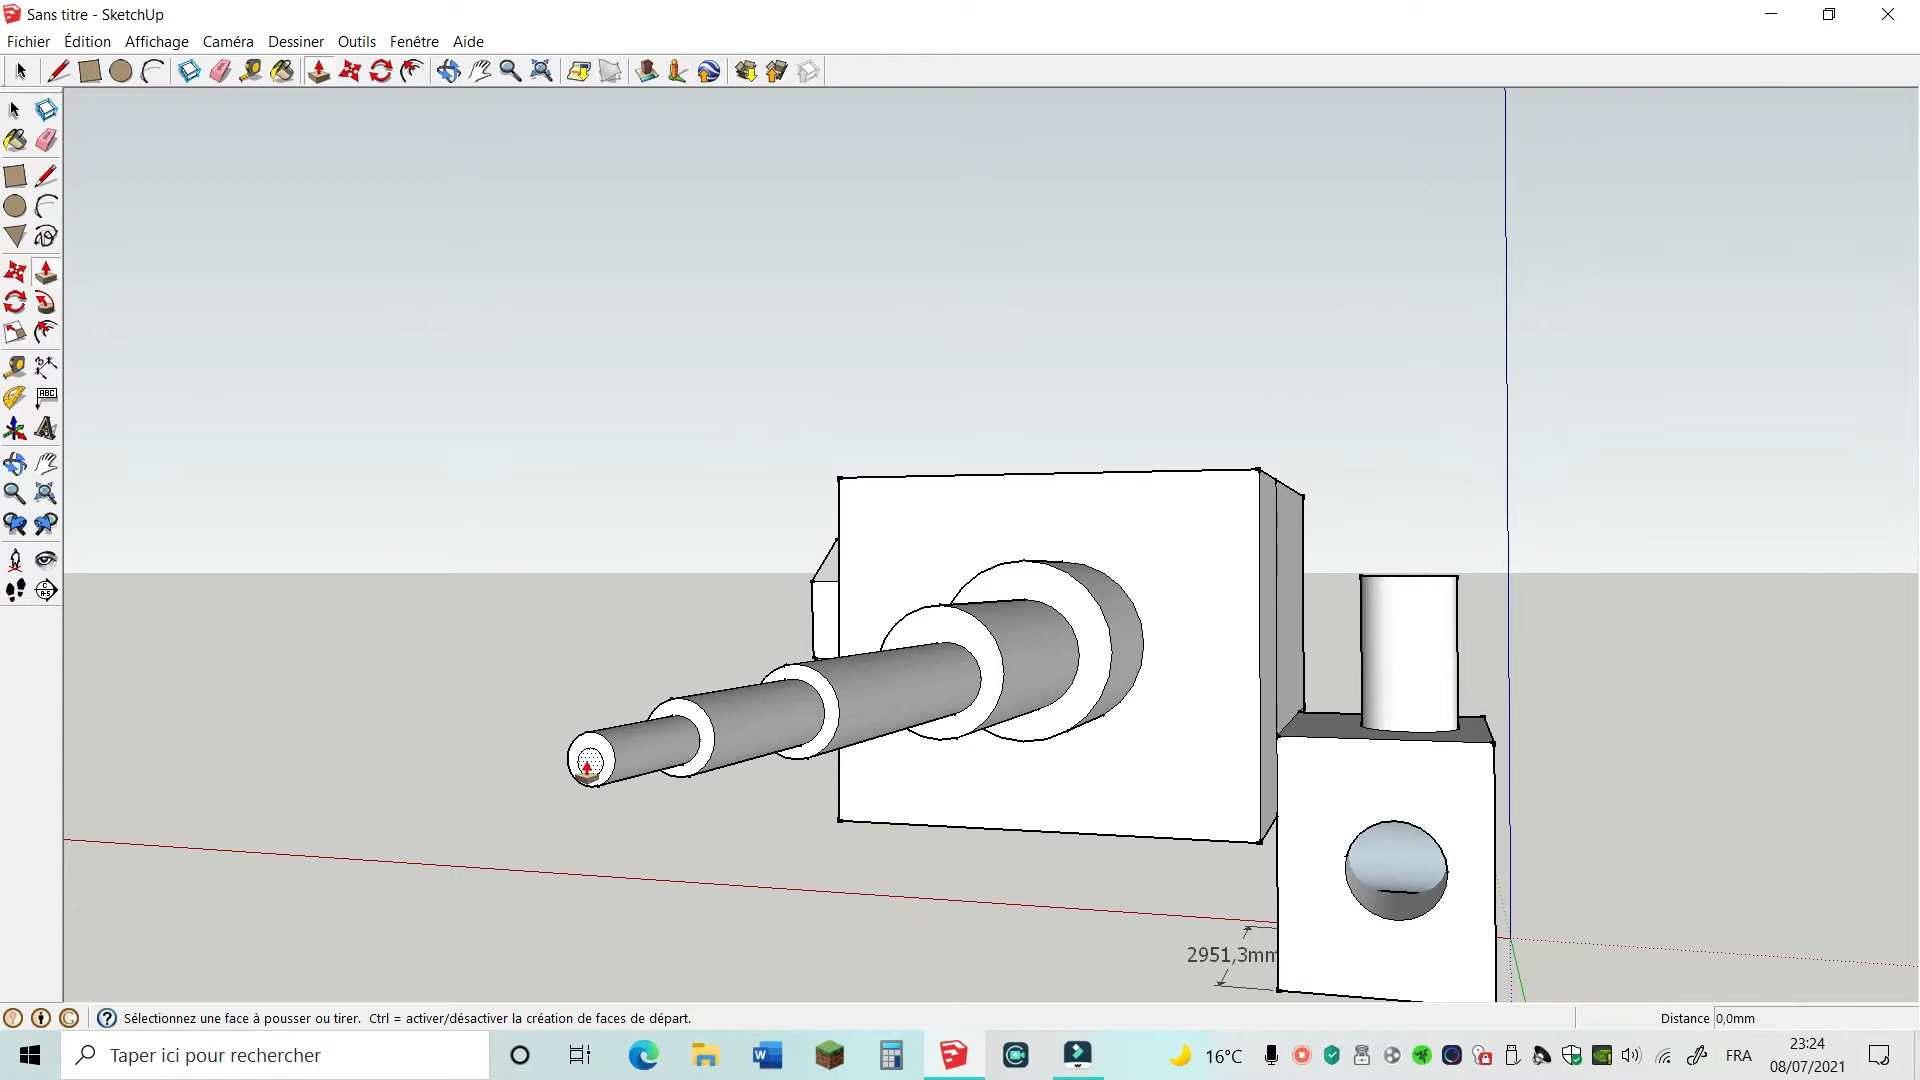 Sans titre - SketchUp
Fichier Édition Affichage Caméra Dessiner Outils Fenêtre Aide
ABC
2951,3mm
Sélectionnez une face à pousser ou tirer. Ctrl = activer/désactiver la création de faces de départ.
Distance 0,0mm
Taper ici pour rechercher
16°C
FRA
23:24
08/07/2021